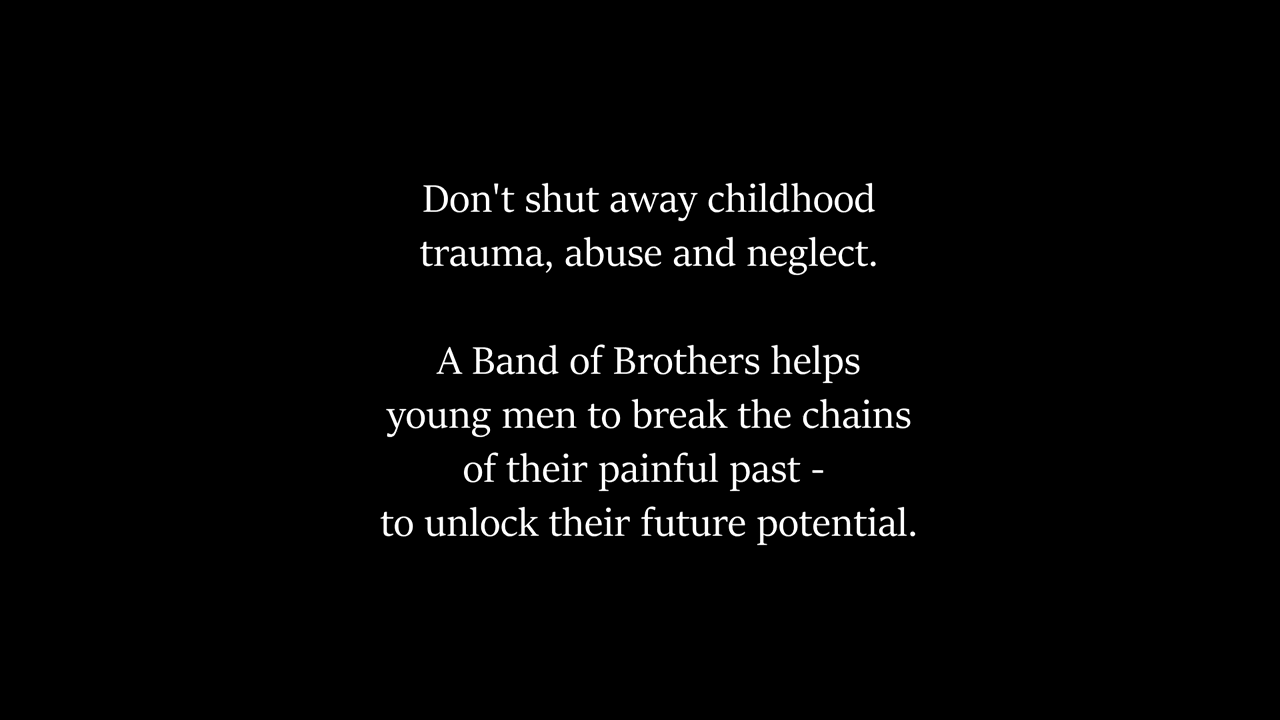 Don't shut away childhood
trauma, abuse and neglect.
A Band of Brothers helps
young men to break the chains
of their painful past -
to unlock their future potential.